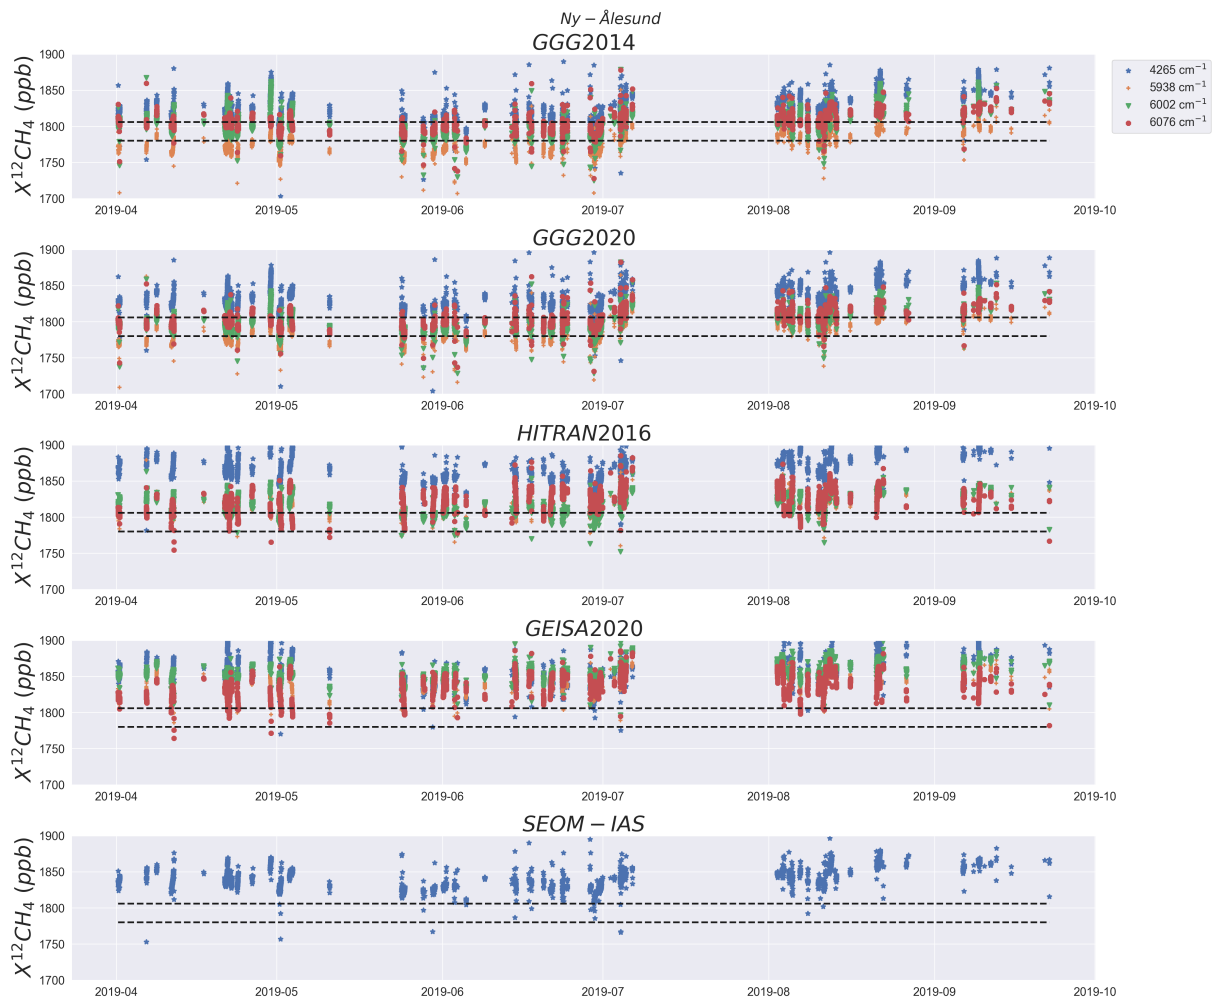 Ny − Ålesund
GGG2014
X¹²CH₄ (ppb)
1900
1850
1800
1750
1700
2019-04 2019-05 2019-06 2019-07 2019-08 2019-09 2019-10
4265 cm⁻¹
5938 cm⁻¹
6002 cm⁻¹
6076 cm⁻¹
GGG2020
X¹²CH₄ (ppb)
1900
1850
1800
1750
1700
2019-04 2019-05 2019-06 2019-07 2019-08 2019-09 2019-10
HITRAN2016
X¹²CH₄ (ppb)
1900
1850
1800
1750
1700
2019-04 2019-05 2019-06 2019-07 2019-08 2019-09 2019-10
GEISA2020
X¹²CH₄ (ppb)
1900
1850
1800
1750
1700
2019-04 2019-05 2019-06 2019-07 2019-08 2019-09 2019-10
SEOM − IAS
X¹²CH₄ (ppb)
1900
1850
1800
1750
1700
2019-04 2019-05 2019-06 2019-07 2019-08 2019-09 2019-10